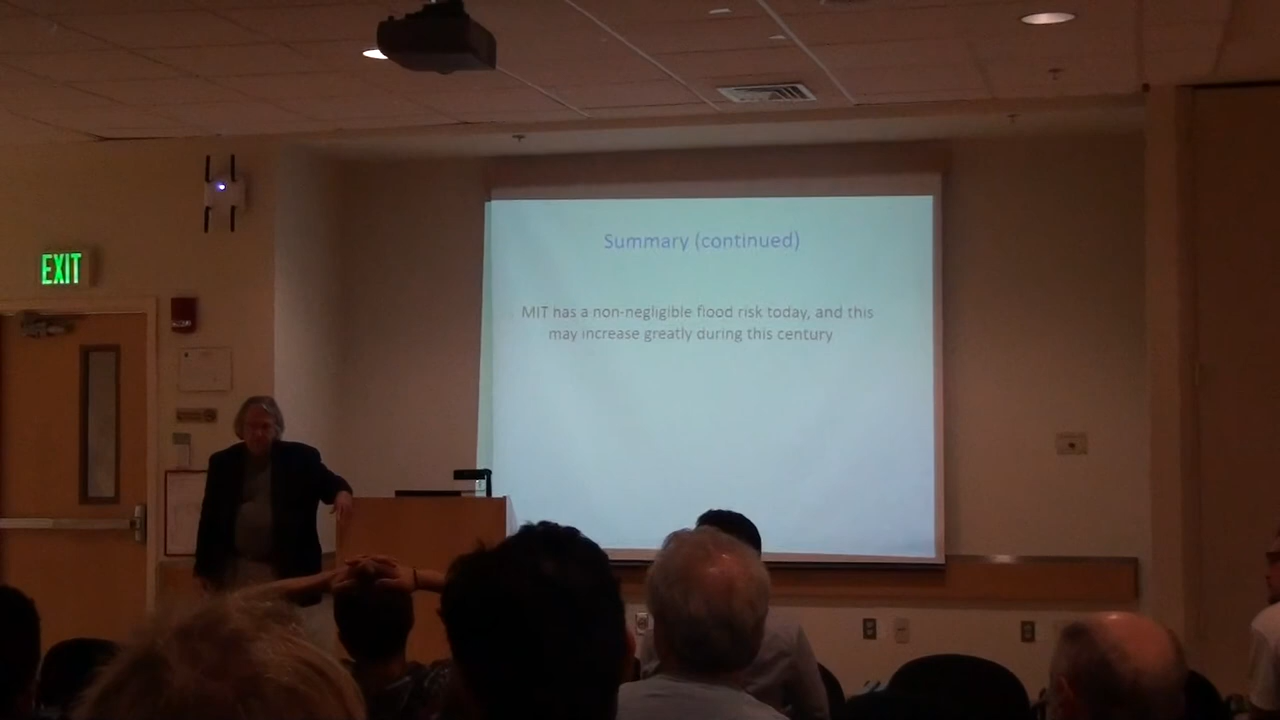 Summary (continued)
MIT has a non-negligible flood risk today, and this
may increase greatly during this century
EXIT